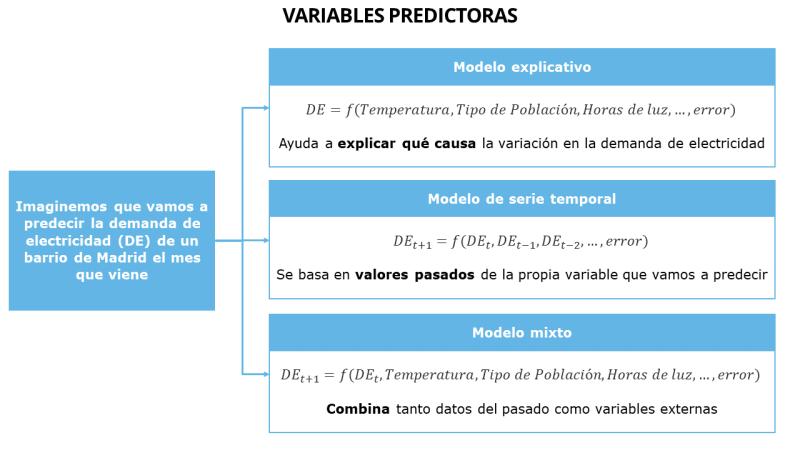 VARIABLES PREDICTORAS
Imaginemos que vamos a
predecir la demanda de
electricidad (DE) de un
barrio de Madrid el mes
que viene
Modelo explicativo
DE = f(Temperatura, Tipo de Población, Horas de luz, ... , error)
Ayuda a explicar qué causa la variación en la demanda de electricidad
Modelo de serie temporal
DE_{t+1} = f(DE_t, DE_{t−1}, DE_{t−2}, ... , error)
Se basa en valores pasados de la propia variable que vamos a predecir
Modelo mixto
DE_{t+1} = f(DE_t, Temperatura, Tipo de Población, Horas de luz, ... , error)
Combina tanto datos del pasado como variables externas